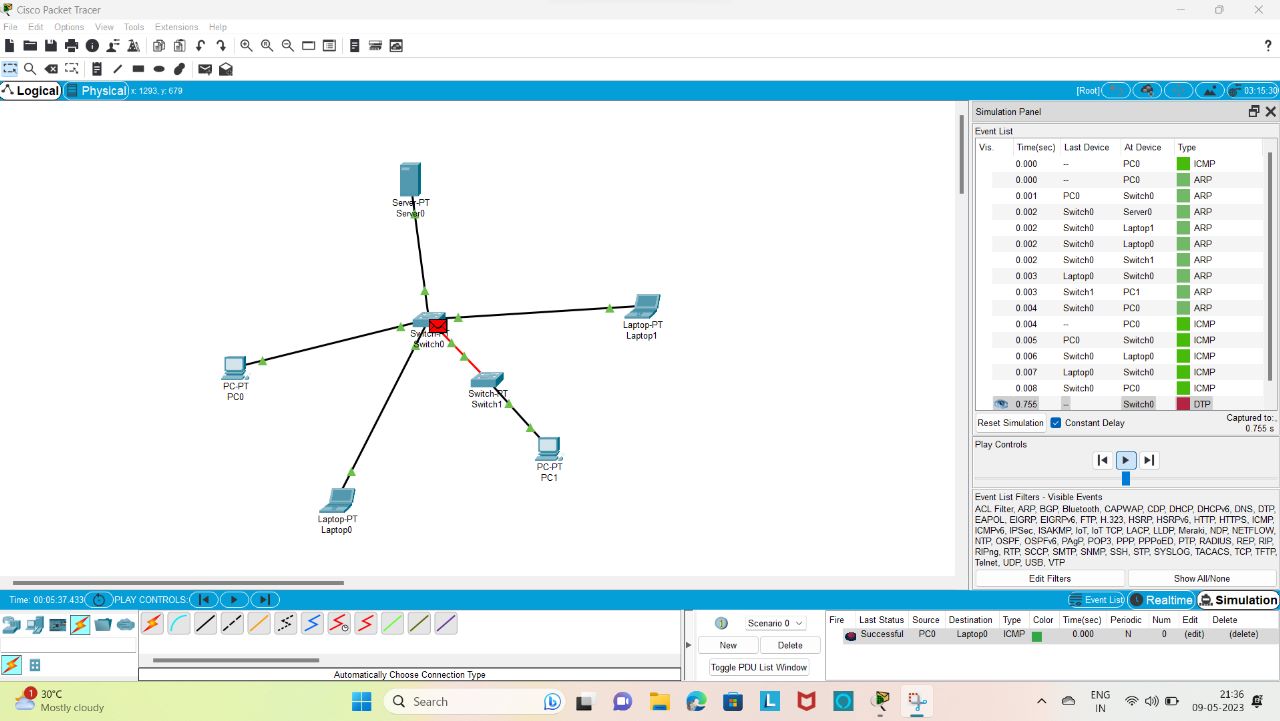 Cisco Packet Tracer
File Edit Options View Tools Extensions Help
?
Logical Physical x: 1293, y: 679 [Root] 03:15:30
Server-PT
Server0
Laptop-PT
Laptop1
Switch-PT
Switch0
PC-PT
PC0
Switch-PT
Switch1
PC-PT
PC1
Laptop-PT
Laptop0
Simulation Panel
Event List
Vis. Time(sec) Last Device At Device Type
0.000 -- PC0 ICMP
0.000 -- PC0 ARP
0.001 PC0 Switch0 ARP
0.002 Switch0 Server0 ARP
0.002 Switch0 Laptop1 ARP
0.002 Switch0 Laptop0 ARP
0.002 Switch0 Switch1 ARP
0.003 Laptop0 Switch0 ARP
0.003 Switch1 PC1 ARP
0.004 Switch0 PC0 ARP
0.004 -- PC0 ICMP
0.005 PC0 Switch0 ICMP
0.006 Switch0 Laptop0 ICMP
0.007 Laptop0 Switch0 ICMP
0.008 Switch0 PC0 ICMP
0.756 -- Switch0 DTP
Reset Simulation Constant Delay Captured to:
0.755 s
Play Controls
Event List Filters - Visible Events
ACL Filter, ARP, BGP, Bluetooth, CAPWAP, CDP, DHCP, DHCPv6, DNS, DTP,
EAPOL, EIGRP, EIGRPv6, FTP, H.323, HSRP, HSRPv6, HTTP, HTTPS, ICMP,
ICMPv6, IPSec, ISAKMP, IoT, IoT TCP, LACP, LLDP, Meraki, NDP, NETFLOW,
NTP, OSPF, OSPFv6, PAgP, POP3, PPP, PPPoED, PTP, RADIUS, REP, RIP,
RIPng, RTP, SCCP, SMTP, SNMP, SSH, STP, SYSLOG, TACACS, TCP, TFTP,
Telnet, UDP, USB, VTP
Edit Filters Show All/None
Time: 00:05:37.433 PLAY CONTROLS: Event List Realtime Simulation
Scenario 0
New Delete
Toggle PDU List Window
Automatically Choose Connection Type
Fire Last Status Source Destination Type Color Time(sec) Periodic Num Edit Delete
Successful PC0 Laptop0 ICMP 0.000 N 0 (edit) (delete)
1
30°C
Mostly cloudy
Search
L
ENG
IN
21:36
09-05-2023